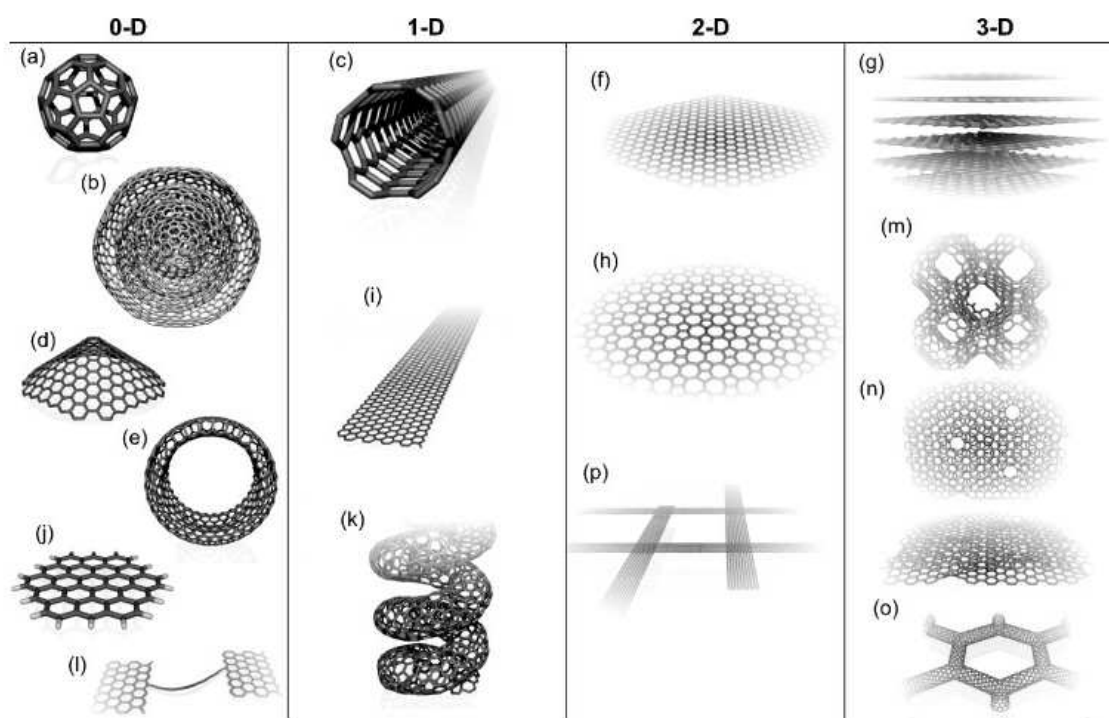 0-D 1-D 2-D 3-D
(a)
(b)
(d)
(e)
(j)
(l)
(c)
(i)
(k)
(f)
(h)
(p)
(g)
(m)
(n)
(o)